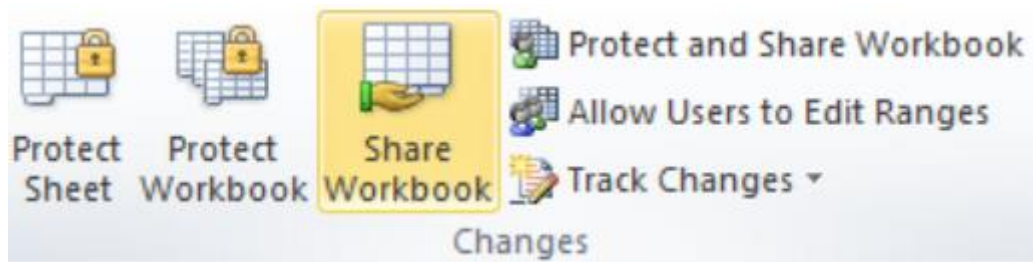 Protect
Sheet
Protect
Workbook
Share
Workbook
Protect and Share Workbook
Allow Users to Edit Ranges
Track Changes
Changes